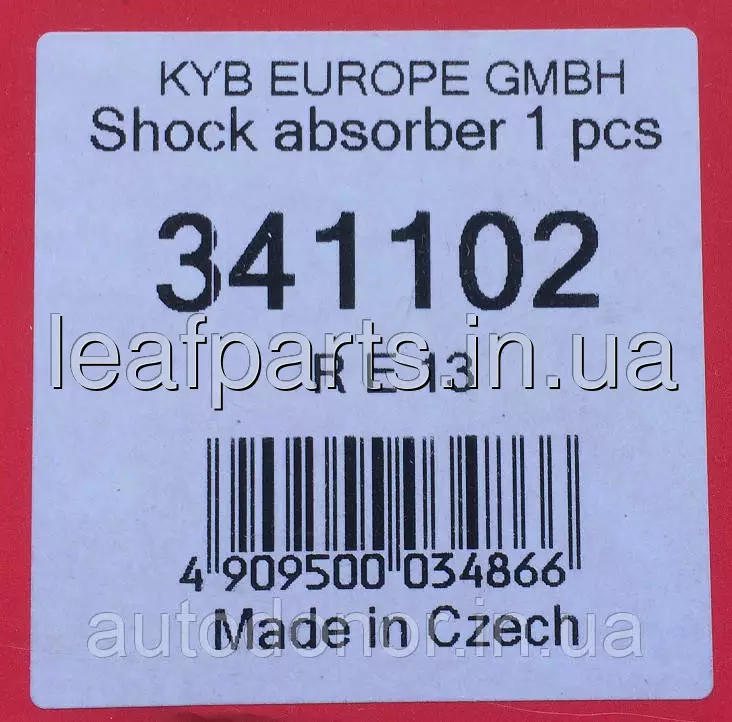 KYB EUROPE GMBH
Shock absorber 1 pcs
341102
leafparts.in.ua
R E 13
4 909500 034866
Made in Czech
autodonor.in.ua